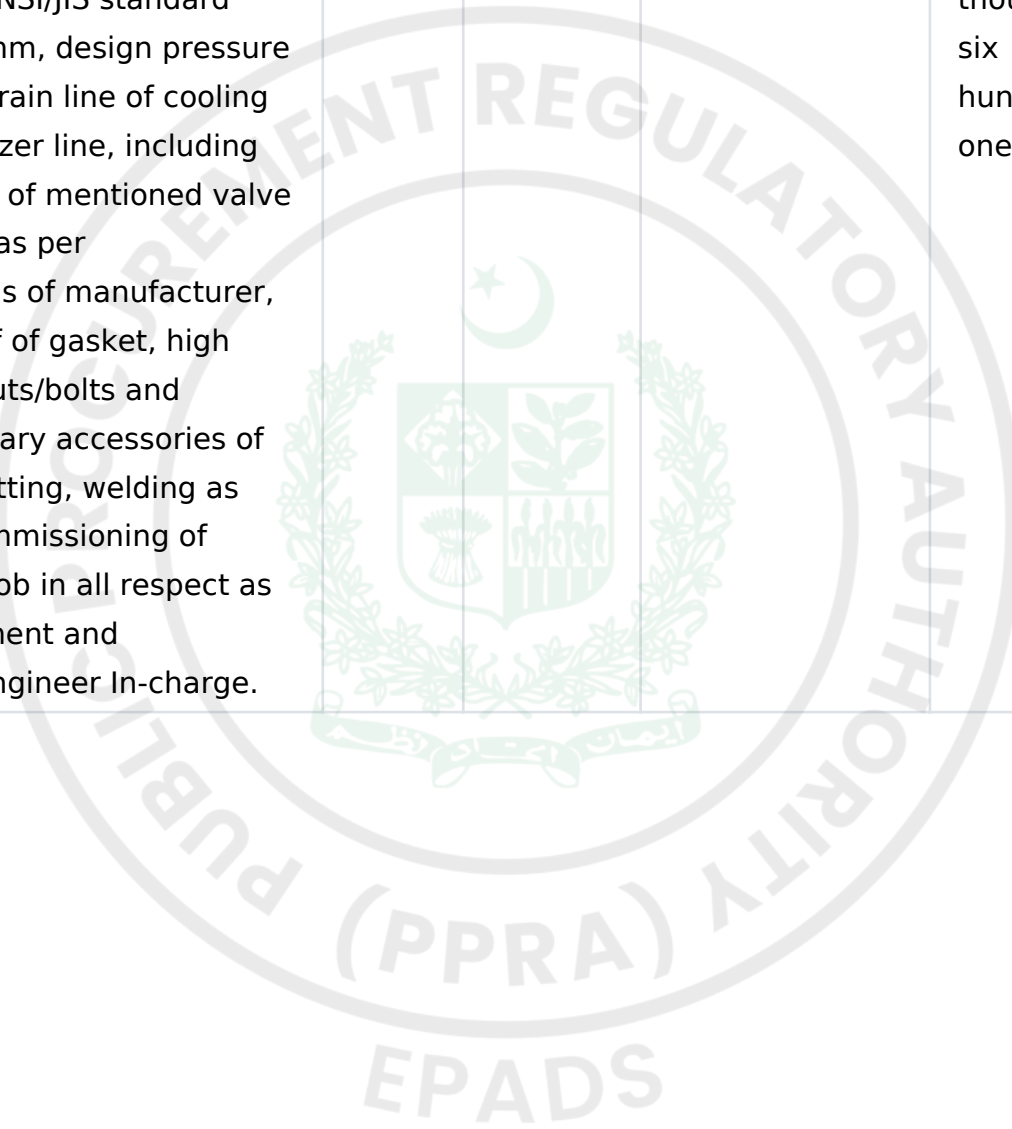 NSI/JIS standard
nm, design pressure
rain line of cooling
zer line, including
of mentioned valve
as per
s of manufacturer,
f of gasket, high
uts/bolts and
ary accessories of
tting, welding as
nmissioning of
ob in all respect as
nent and
ngineer In-charge.
thou
six
hun
one
PUBLIC PROCUREMENT REGULATORY AUTHORITY
(PPRA)
EPADS